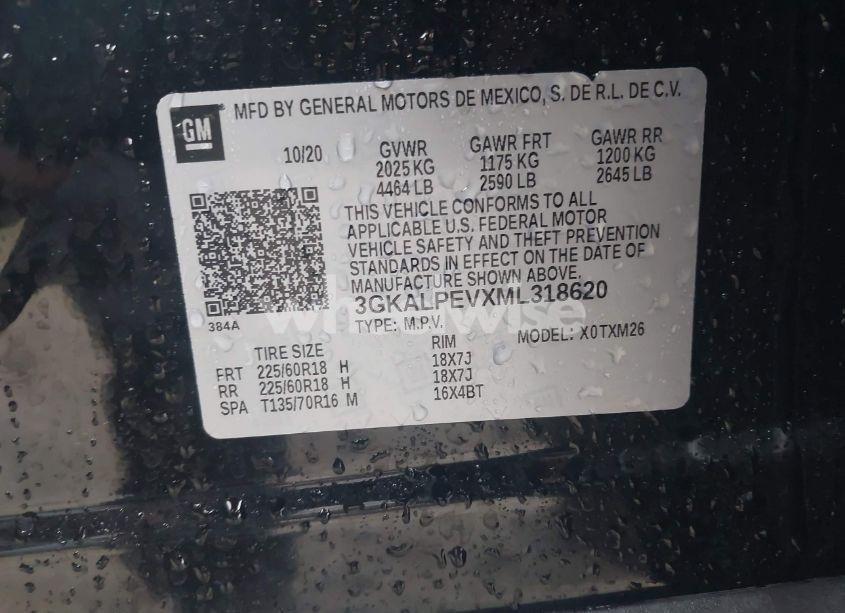 GM MFD BY GENERAL MOTORS DE MEXICO, S. DE R.L. DE C.V.
10/20 GVWR GAWR FRT GAWR RR
2025 KG 1175 KG 1200 KG
4464 LB 2590 LB 2645 LB
THIS VEHICLE CONFORMS TO ALL
APPLICABLE U.S. FEDERAL MOTOR
VEHICLE SAFETY AND THEFT PREVENTION
STANDARDS IN EFFECT ON THE DATE OF
MANUFACTURE SHOWN ABOVE.
3GKALPEVXML318620
384A
TYPE: M.P.V. MODEL: X0TXM26
TIRE SIZE RIM
FRT 225/60R18 H 18X7J
RR 225/60R18 H 18X7J
SPA T135/70R16 M 16X4BT